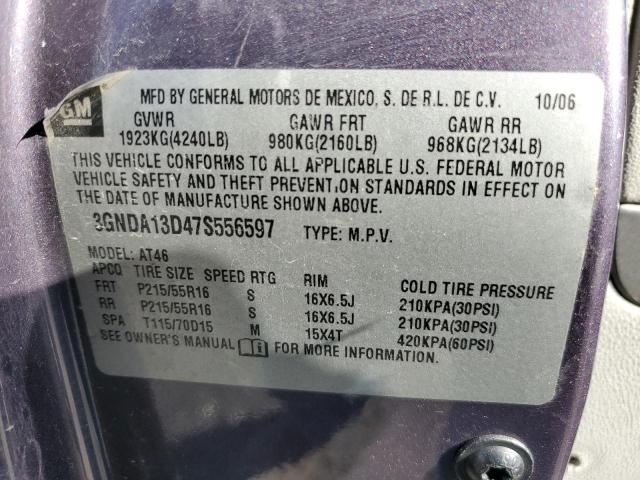 GM
MFD BY GENERAL MOTORS DE MEXICO, S. DE R.L. DE C.V. 10/06
GVWR GAWR FRT GAWR RR
1923KG(4240LB) 980KG(2160LB) 968KG(2134LB)
THIS VEHICLE CONFORMS TO ALL APPLICABLE U.S. FEDERAL MOTOR
VEHICLE SAFETY AND THEFT PREVENTION STANDARDS IN EFFECT ON
THE DATE OF MANUFACTURE SHOWN ABOVE.
3GNDA13D47S556597 TYPE: M.P.V.
MODEL: AT46
APCQ TIRE SIZE SPEED RTG RIM COLD TIRE PRESSURE
FRT P215/55R16 S 16X6.5J 210KPA(30PSI)
RR P215/55R16 S 16X6.5J 210KPA(30PSI)
SPA T115/70D15 M 15X4T 420KPA(60PSI)
SEE OWNER'S MANUAL FOR MORE INFORMATION.